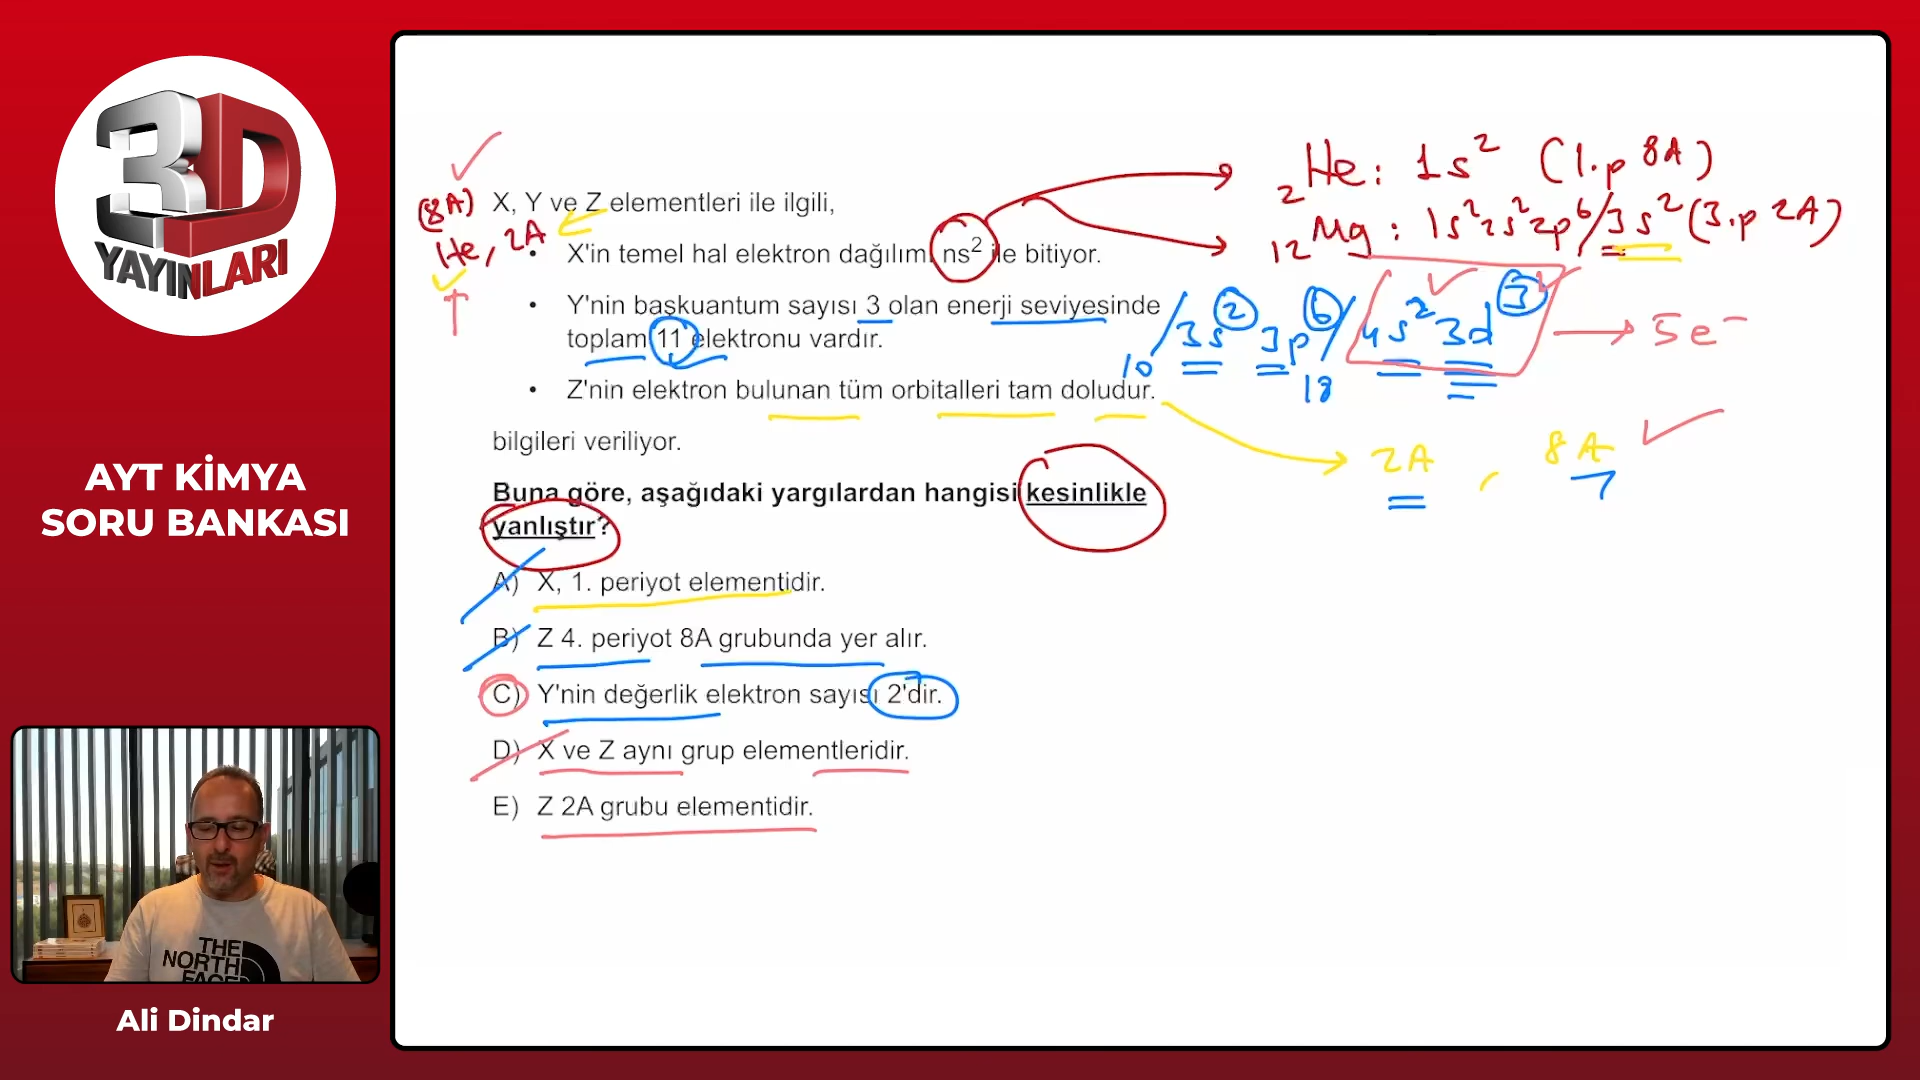 3D
YAYINLARI
AYT KİMYA
SORU BANKASI
THE
NORTH
FACE
Ali Dindar
(8A)
He, 2A
X, Y ve Z elementleri ile ilgili,
• X'in temel hal elektron dağılımı ns² ile bitiyor.
• Y'nin başkuantum sayısı 3 olan enerji seviyesinde
toplam 11 elektronu vardır.
• Z'nin elektron bulunan tüm orbitalleri tam doludur.
bilgileri veriliyor.
Buna göre, aşağıdaki yargılardan hangisi kesinlikle
yanlıştır?
A) X, 1. periyot elementidir.
B) Z 4. periyot 8A grubunda yer alır.
C) Y'nin değerlik elektron sayısı 2'dir.
D) X ve Z aynı grup elementleridir.
E) Z 2A grubu elementidir.
₂He: 1s² (1.p 8A)
₁₂Mg: 1s²2s²2p⁶/3s² (3.p 2A)
10/3s² 3p⁶/18 4s² 3d³ → 5e⁻
2A, 8A